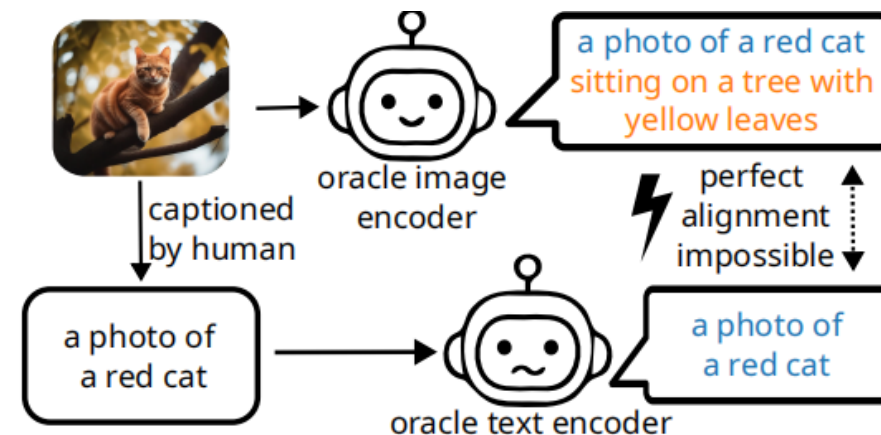 a photo of a red cat
sitting on a tree with
yellow leaves
oracle image
encoder
captioned
by human
perfect
alignment
impossible
a photo of
a red cat
a photo of
a red cat
oracle text encoder